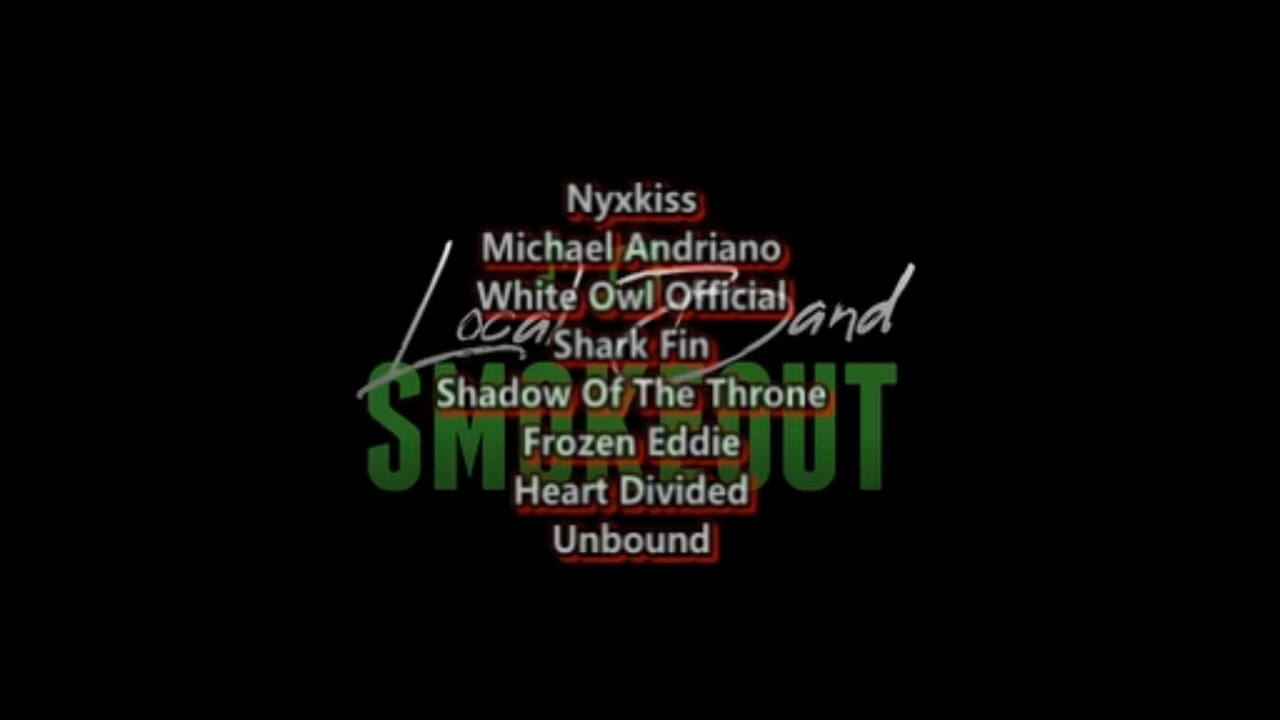 Nyxkiss
Michael Andriano
White Owl Official
Shark Fin
Shadow Of The Throne
Frozen Eddie
Heart Divided
Unbound
Local Band
SMOKEOUT